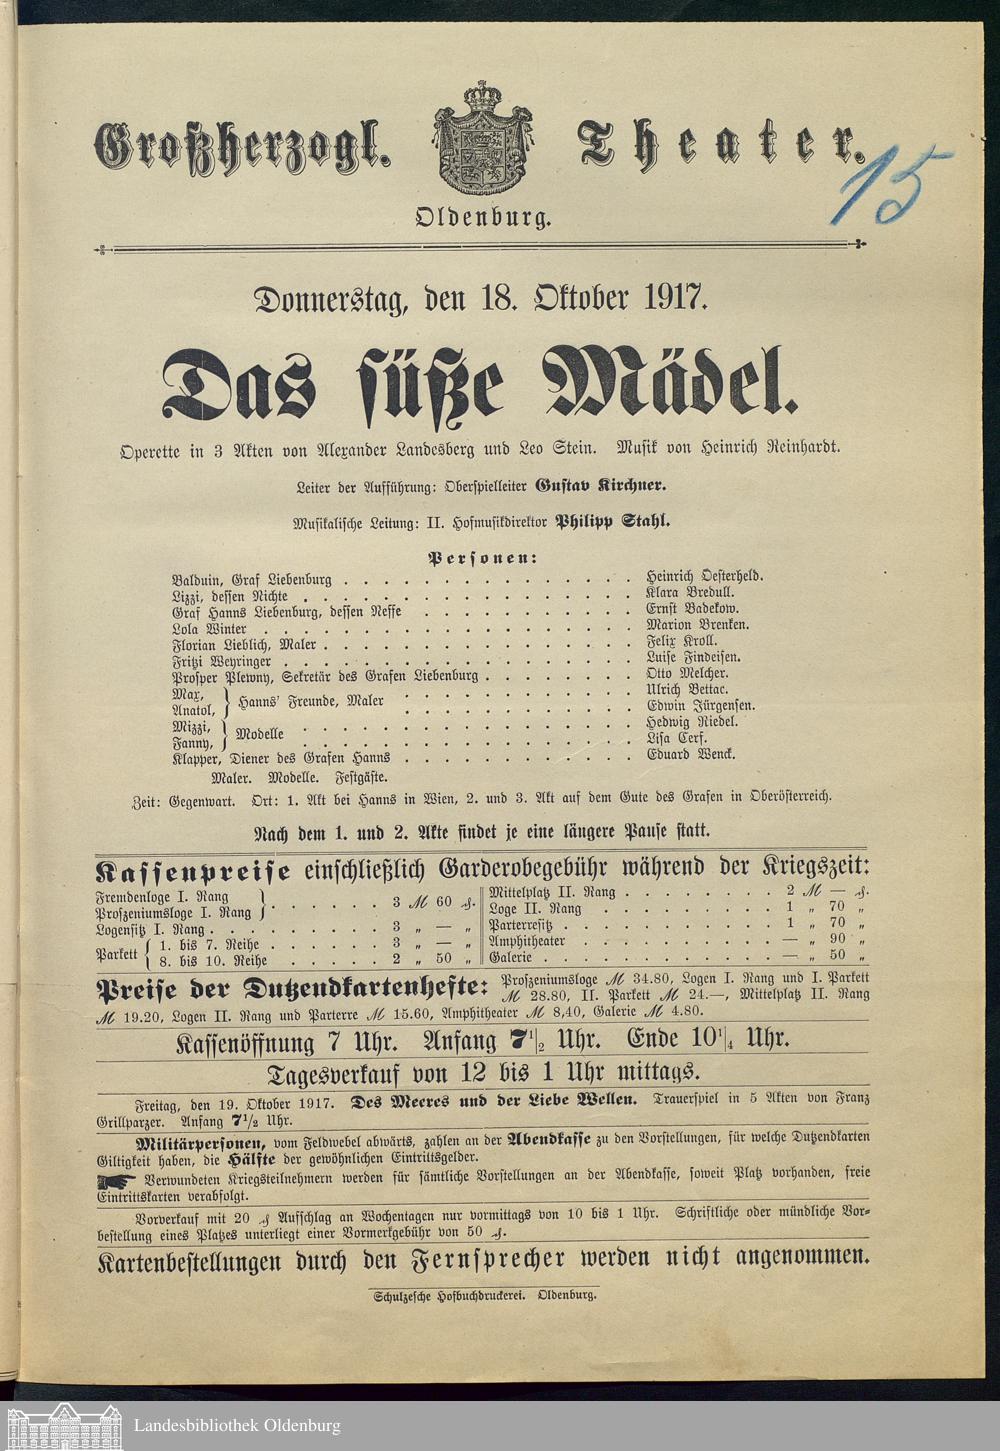 Großherzogl. Theater.
15
Oldenburg.
Donnerstag, den 18. Oktober 1917.
Das süße Mädel.
Operette in 3 Akten von Alexander Landesberg und Leo Stein. Musik von Heinrich Reinhardt.
Leiter der Aufführung: Oberspielleiter Gustav Kirchner.
Musikalische Leitung: II. Hofmusikdirektor Philipp Stahl.
Personen:
Balduin, Graf Liebenburg . . . . . . . . . . . . . . . Heinrich Oesterheld.
Lizzi, dessen Nichte . . . . . . . . . . . . . . . . . Klara Bredull.
Graf Hanns Liebenburg, dessen Neffe . . . . . . . . . . . Ernst Badekow.
Lola Winter . . . . . . . . . . . . . . . . . . . Marion Brenken.
Florian Lieblich, Maler . . . . . . . . . . . . . . . . Felix Kroll.
Fritzi Weyringer . . . . . . . . . . . . . . . . . . Luise Findeisen.
Prosper Plewny, Sekretär des Grafen Liebenburg . . . . . . . . Otto Melcher.
Max, } Hanns' Freunde, Maler . . . . . . . . . . . . Ulrich Bettac.
Anatol, . . . . . . . . . . . . Edwin Jürgensen.
Mizzi, } Modelle . . . . . . . . . . . . . . . . . Hedwig Riedel.
Fanny, . . . . . . . . . . . . . . . . . Lisa Cerf.
Klapper, Diener des Grafen Hanns . . . . . . . . . . . . Eduard Wenck.
Maler. Modelle. Festgäste.
Zeit: Gegenwart. Ort: 1. Akt bei Hanns in Wien, 2. und 3. Akt auf dem Gute des Grafen in Oberösterreich.
Nach dem 1. und 2. Akte findet je eine längere Pause statt.
Kassenpreise einschließlich Garderobegebühr während der Kriegszeit:
Fremdenloge I. Rang
Proszeniumsloge I. Rang } . . . . . . 3 ℳ 60 ₰.
Logensitz I. Rang . . . . . . . . . 3 „ — „
Parkett { 1. bis 7. Reihe . . . . . . 3 „ — „
8. bis 10. Reihe . . . . . 2 „ 50 „
Mittelplatz II. Rang . . . . . . . . 2 ℳ — ₰.
Loge II. Rang . . . . . . . . . 1 „ 70 „
Parterresitz . . . . . . . . . . . 1 „ 70 „
Amphitheater . . . . . . . . . . — „ 90 „
Galerie . . . . . . . . . . . . — „ 50 „
Preise der Dutzendkartenhefte: Proszeniumsloge ℳ 34.80, Logen I. Rang und I. Parkett
ℳ 28.80, II. Parkett ℳ 24.—, Mittelplatz II. Rang
ℳ 19.20, Logen II. Rang und Parterre ℳ 15.60, Amphitheater ℳ 8,40, Galerie ℳ 4.80.
Kassenöffnung 7 Uhr. Anfang 7 1/2 Uhr. Ende 10 1/4 Uhr.
Tagesverkauf von 12 bis 1 Uhr mittags.
Freitag, den 19. Oktober 1917. Des Meeres und der Liebe Wellen. Trauerspiel in 5 Akten von Franz
Grillparzer. Anfang 7 1/2 Uhr.
Militärpersonen, vom Feldwebel abwärts, zahlen an der Abendkasse zu den Vorstellungen, für welche Dutzendkarten
Giltigkeit haben, die Hälfte der gewöhnlichen Eintrittsgelder.
☛ Verwundeten Kriegsteilnehmern werden für sämtliche Vorstellungen an der Abendkasse, soweit Platz vorhanden, freie
Eintrittskarten verabfolgt.
Vorverkauf mit 20 ₰ Aufschlag an Wochentagen nur vormittags von 10 bis 1 Uhr. Schriftliche oder mündliche Vor-
bestellung eines Platzes unterliegt einer Vormerkgebühr von 50 ₰.
Kartenbestellungen durch den Fernsprecher werden nicht angenommen.
Schulzesche Hofbuchdruckerei. Oldenburg.
Landesbibliothek Oldenburg